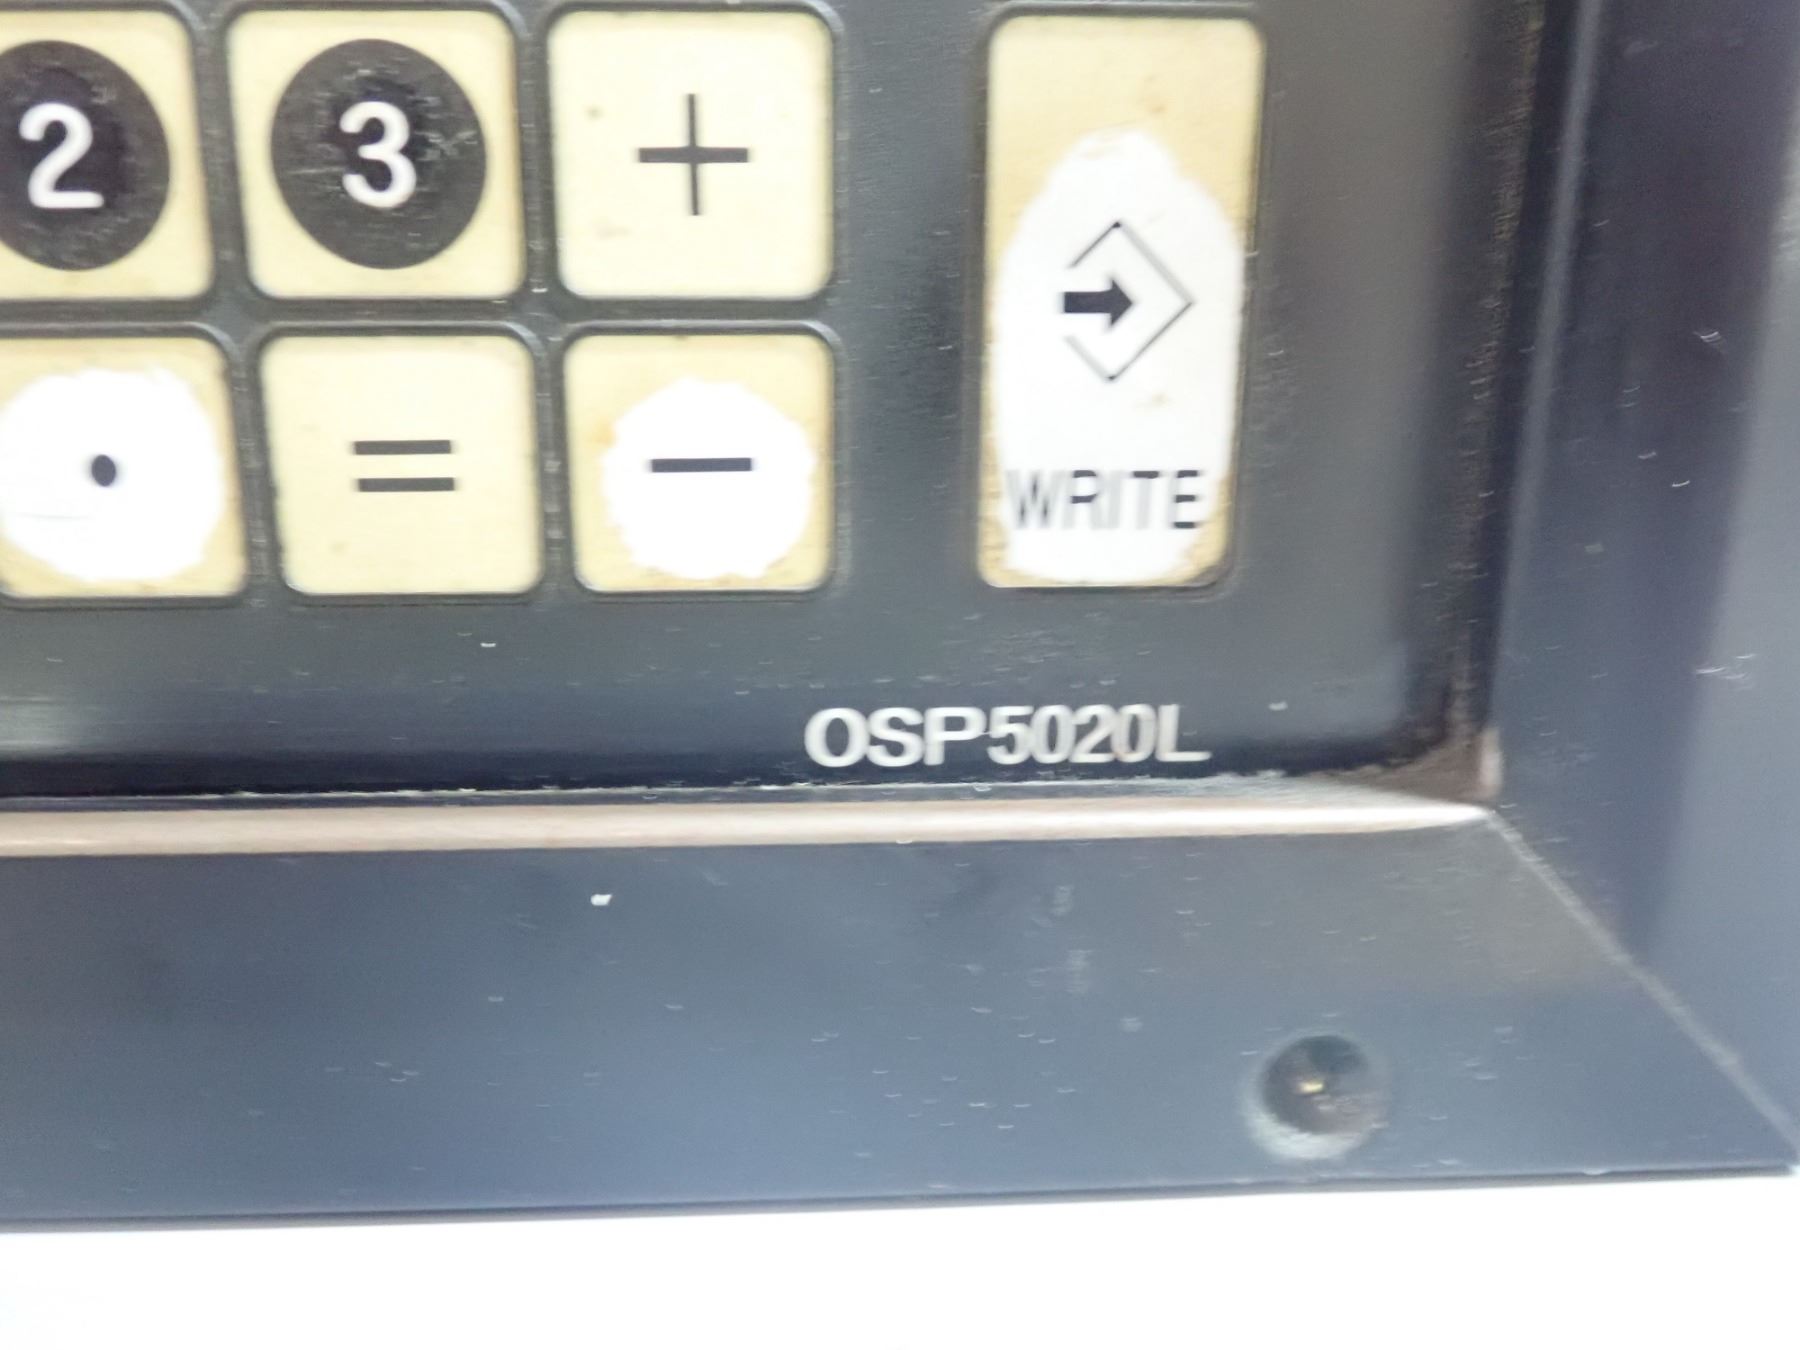 2 3 +
. = -
WRITE
OSP5020L